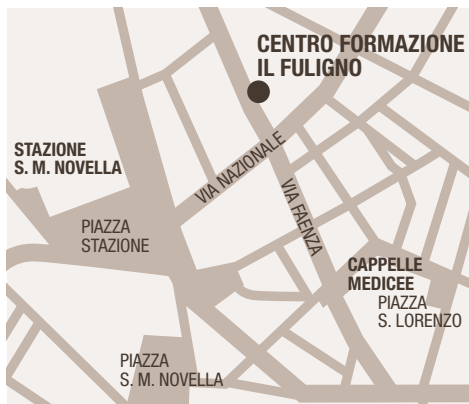 CENTRO FORMAZIONE
IL FULIGNO
STAZIONE
S. M. NOVELLA
VIA NAZIONALE
VIA FAENZA
PIAZZA
STAZIONE
CAPPELLE
MEDICEE
PIAZZA
S. LORENZO
PIAZZA
S. M. NOVELLA